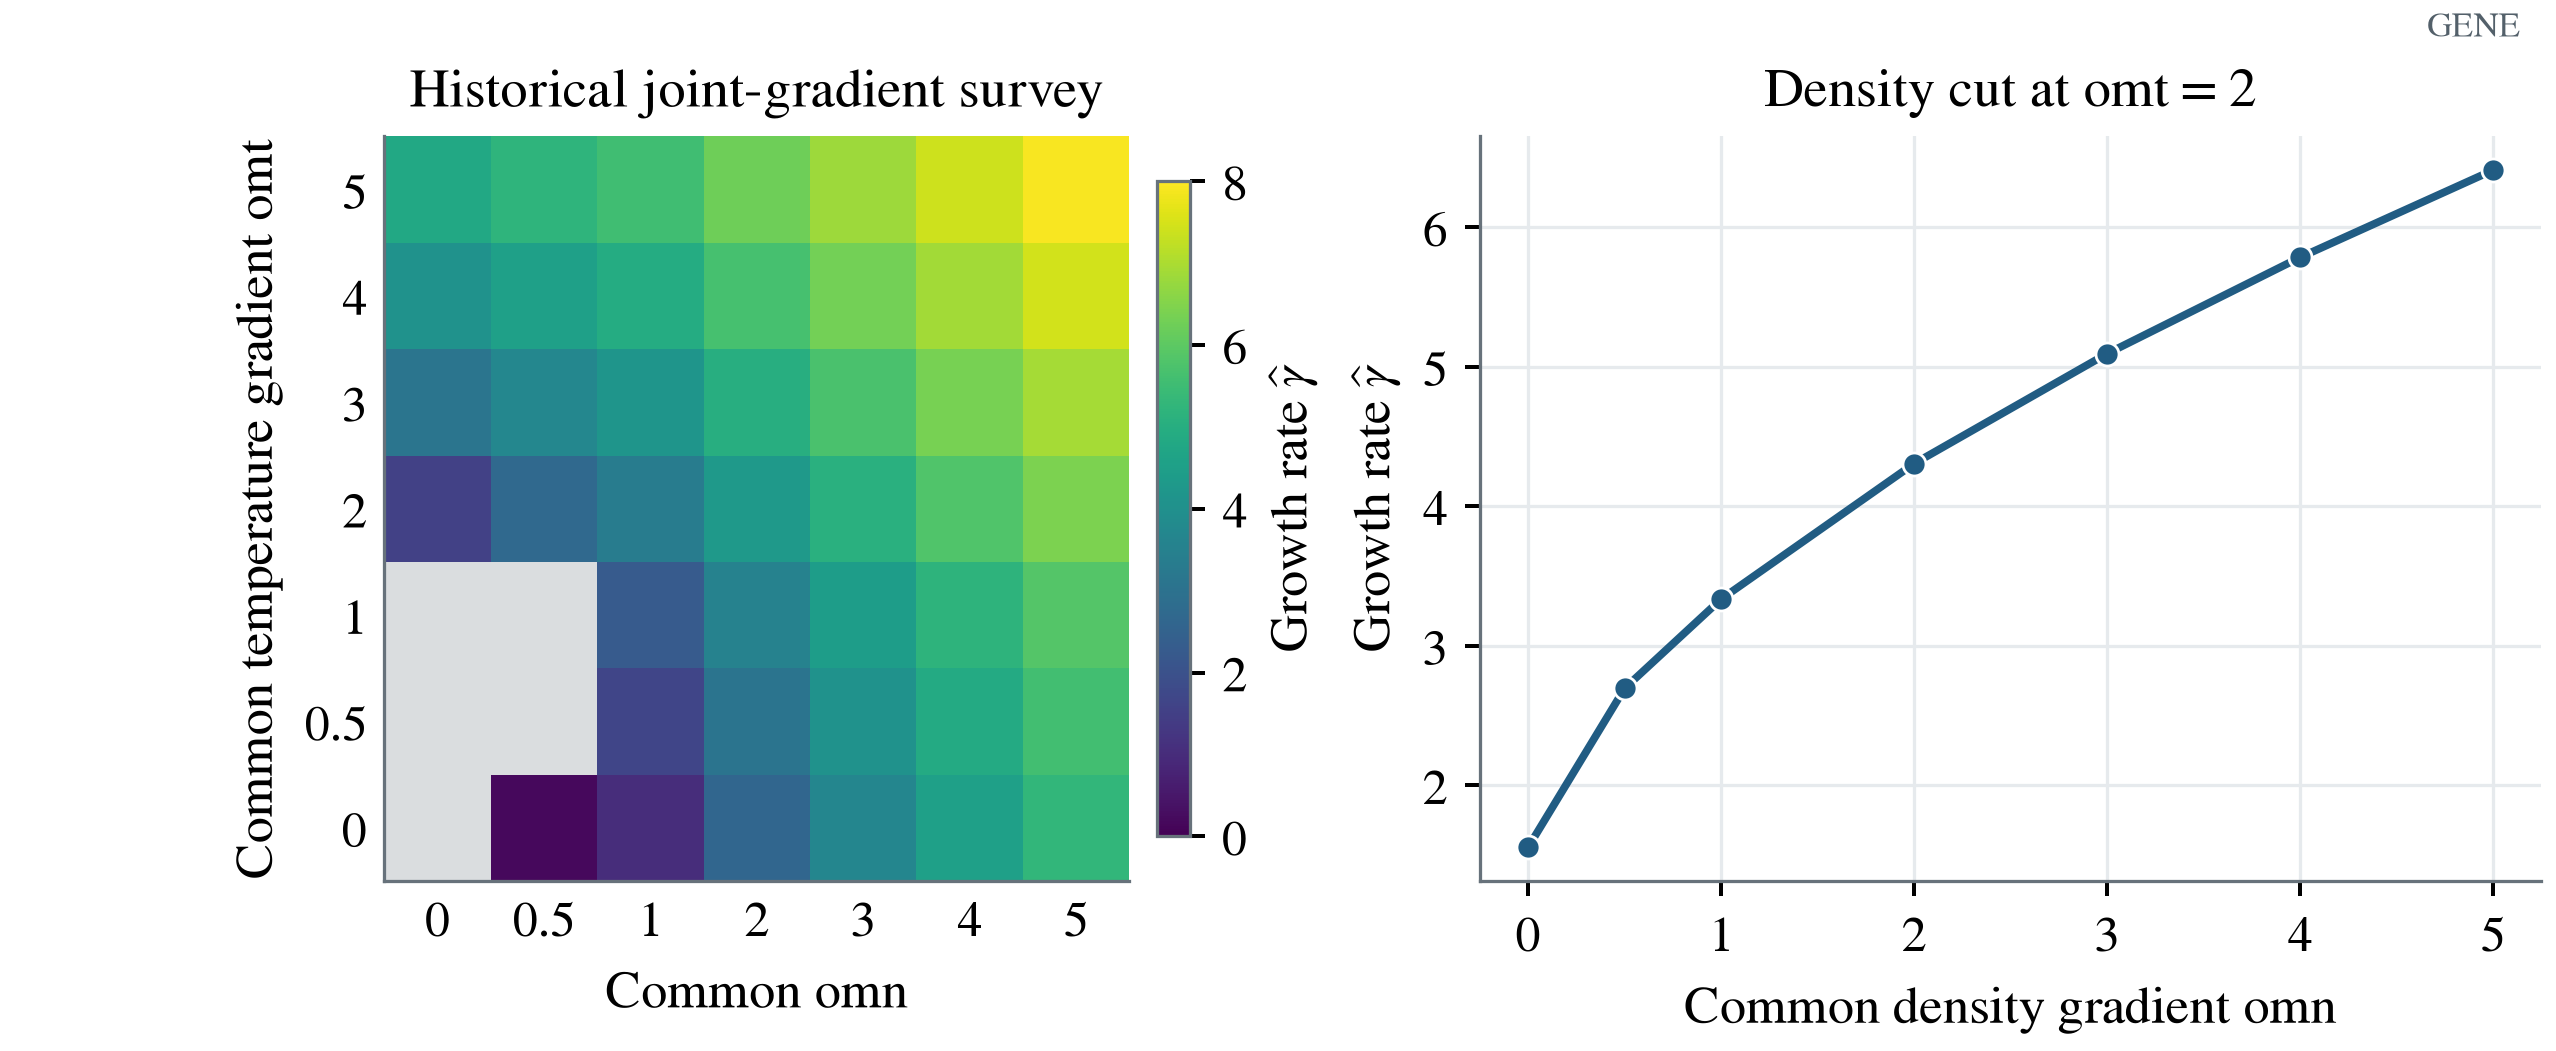 GENE
Historical joint-gradient survey
Common temperature gradient omt
5
4
3
2
1
0.5
0
0 0.5 1 2 3 4 5
Common omn
8
6
4
2
0
Growth rate γ̂
Density cut at omt = 2
Growth rate γ̂
6
5
4
3
2
0 1 2 3 4 5
Common density gradient omn